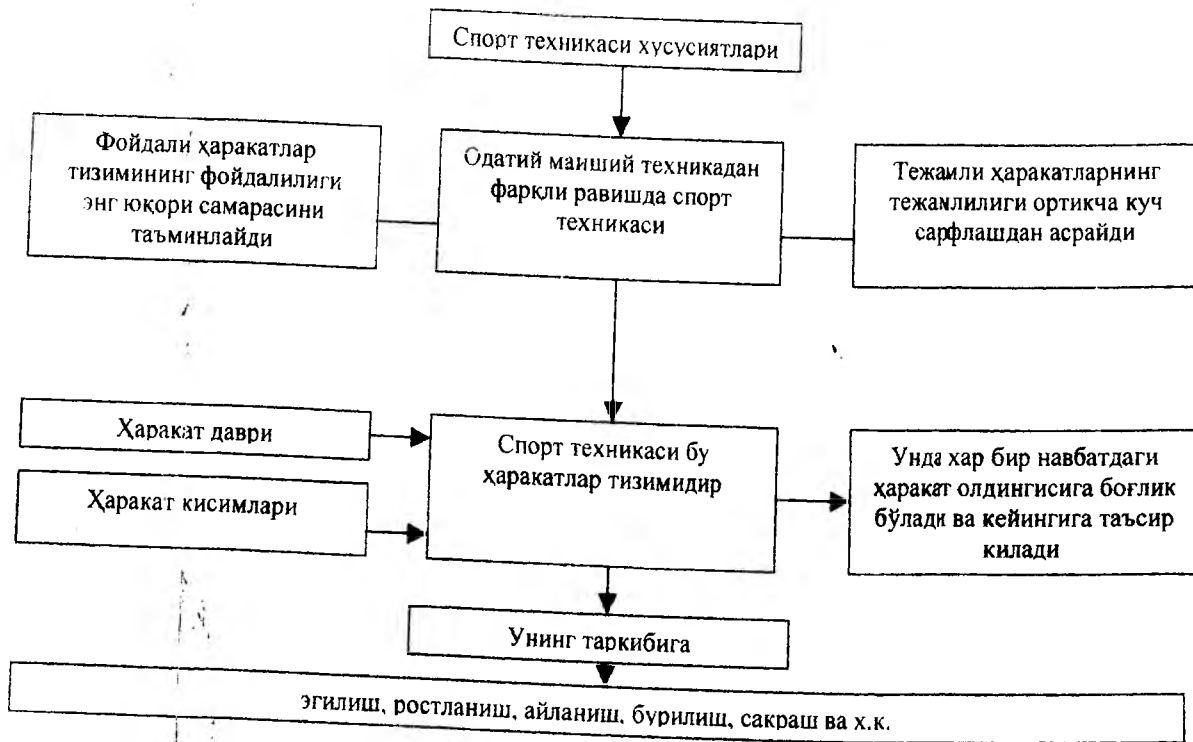 Спорт техникаси хусусиятлари
Фойдали ҳаракатлар
тизимининг фойдалилиги
энг юқори самарасини
таъминлайди
Одатий маиший техникадан
фарқли равишда спорт
техникаси
Тежамли ҳаракатларнинг
тежамлилиги ортикча куч
сарфлашдан асрайди
Ҳаракат даври
Ҳаракат кисимлари
Спорт техникаси бу
ҳаракатлар тизимидир
Унда хар бир навбатдаги
ҳаракат олдингисига боғлик
бўлади ва кейингига таъсир
килади
Унинг таркибига
эгилиш, ростланиш, айланиш, бурилиш, сакраш ва х.к.